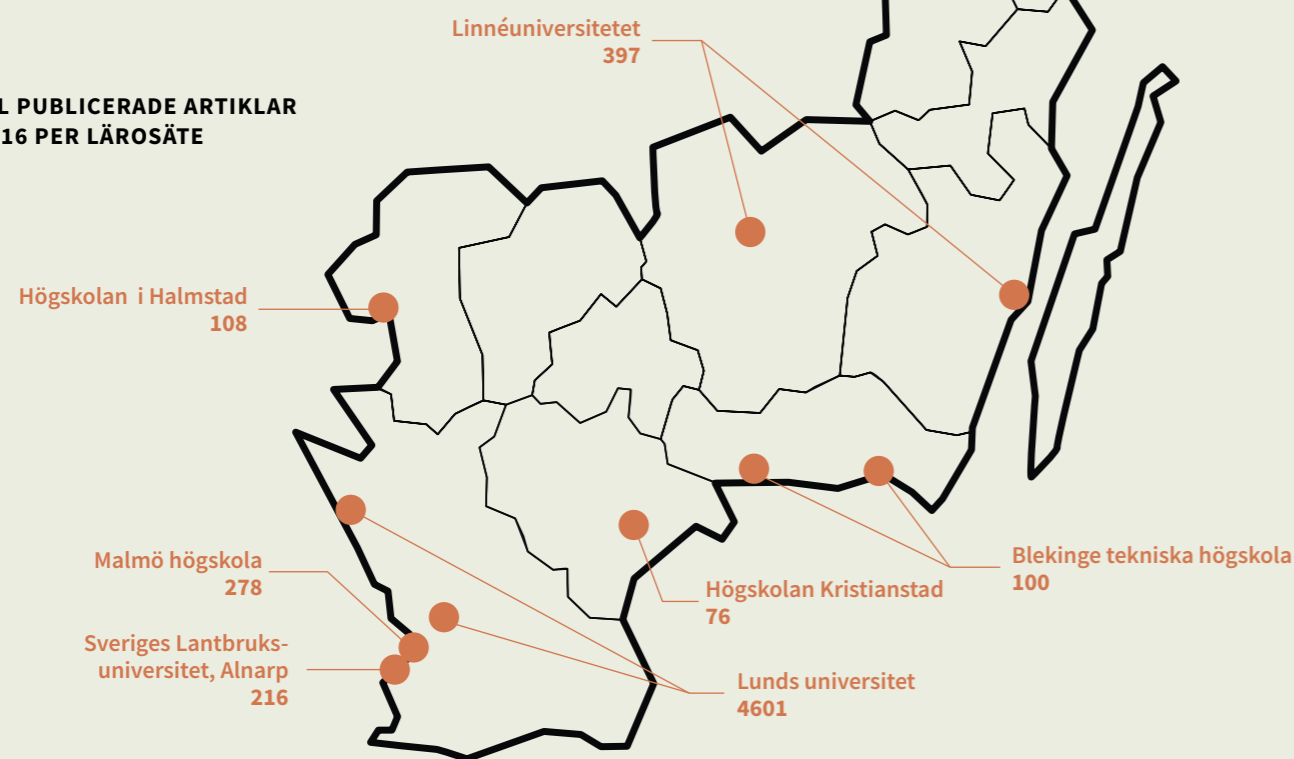 Linnéuniversitetet
397
L PUBLICERADE ARTIKLAR
16 PER LÄROSÄTE
Högskolan i Halmstad
108
Malmö högskola
278
Sveriges Lantbruks-
universitet, Alnarp
216
Högskolan Kristianstad
76
Blekinge tekniska högskola
100
Lunds universitet
4601